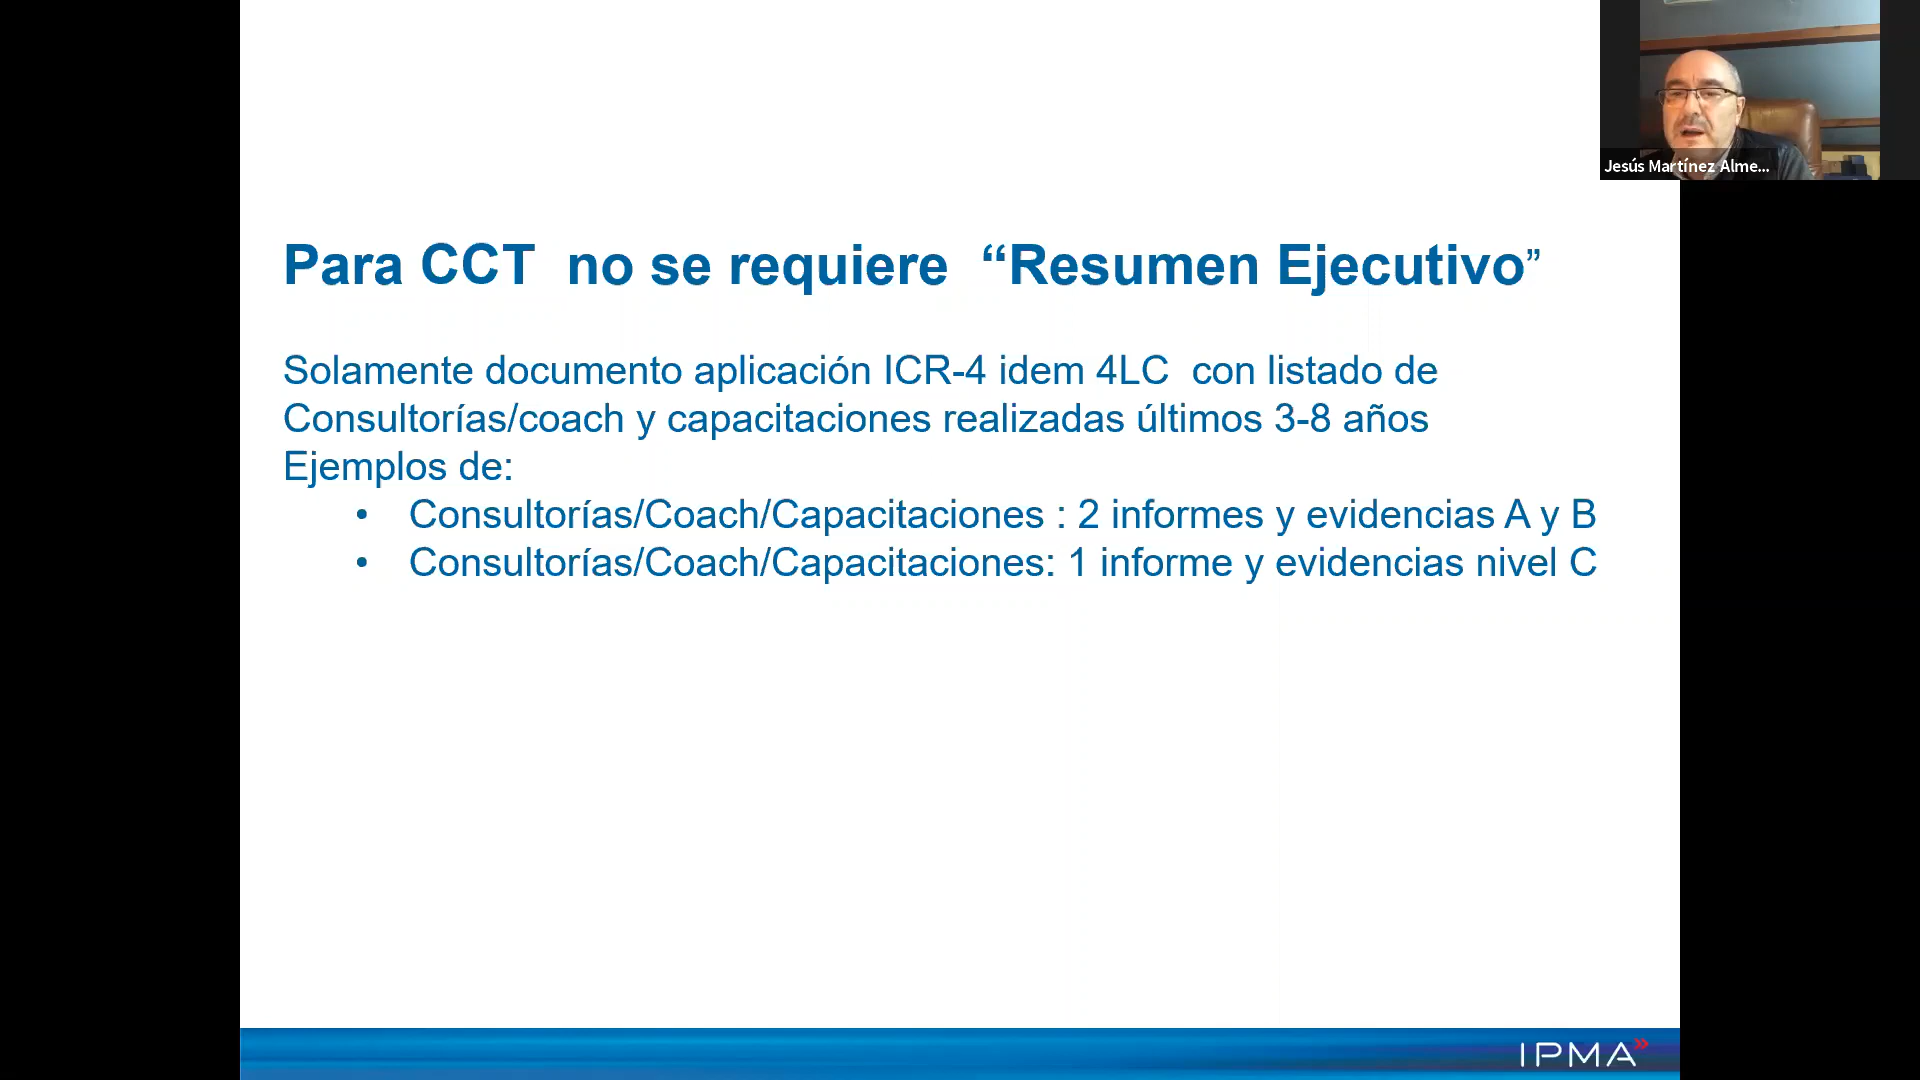 Jesús Martínez Alme...
Para CCT  no se requiere  “Resumen Ejecutivo”
Solamente documento aplicación ICR-4 idem 4LC  con listado de
Consultorías/coach y capacitaciones realizadas últimos 3-8 años
Ejemplos de:
• Consultorías/Coach/Capacitaciones : 2 informes y evidencias A y B
• Consultorías/Coach/Capacitaciones: 1 informe y evidencias nivel C
IPMA